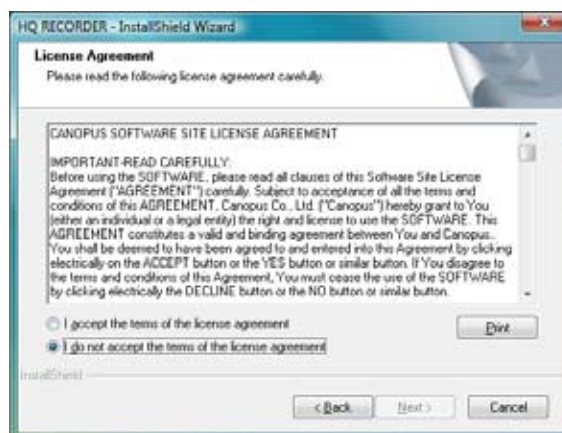 HQ RECORDER - InstallShield Wizard
License Agreement
Please read the following license agreement carefully.
CANOPUS SOFTWARE SITE LICENSE AGREEMENT
IMPORTANT-READ CAREFULLY:
Before using the SOFTWARE, please read all clauses of this Software Site License
Agreement ("AGREEMENT") carefully. Subject to acceptance of all the terms and
conditions of this AGREEMENT, Canopus Co., Ltd. ("Canopus") hereby grant to You
(either an individual or a legal entity) the right and license to use the SOFTWARE. This
AGREEMENT constitutes a valid and binding agreement between You and Canopus.
You shall be deemed to have been agreed to and entered into this Agreement by clicking
electrically on the ACCEPT button or the YES button or similar button. If You disagree to
the terms and conditions of this Agreement, You must cease the use of the SOFTWARE
by clicking electrically the DECLINE button or the NO button or similar button.
I accept the terms of the license agreement
Print
I do not accept the terms of the license agreement
InstallShield
< Back
Next >
Cancel